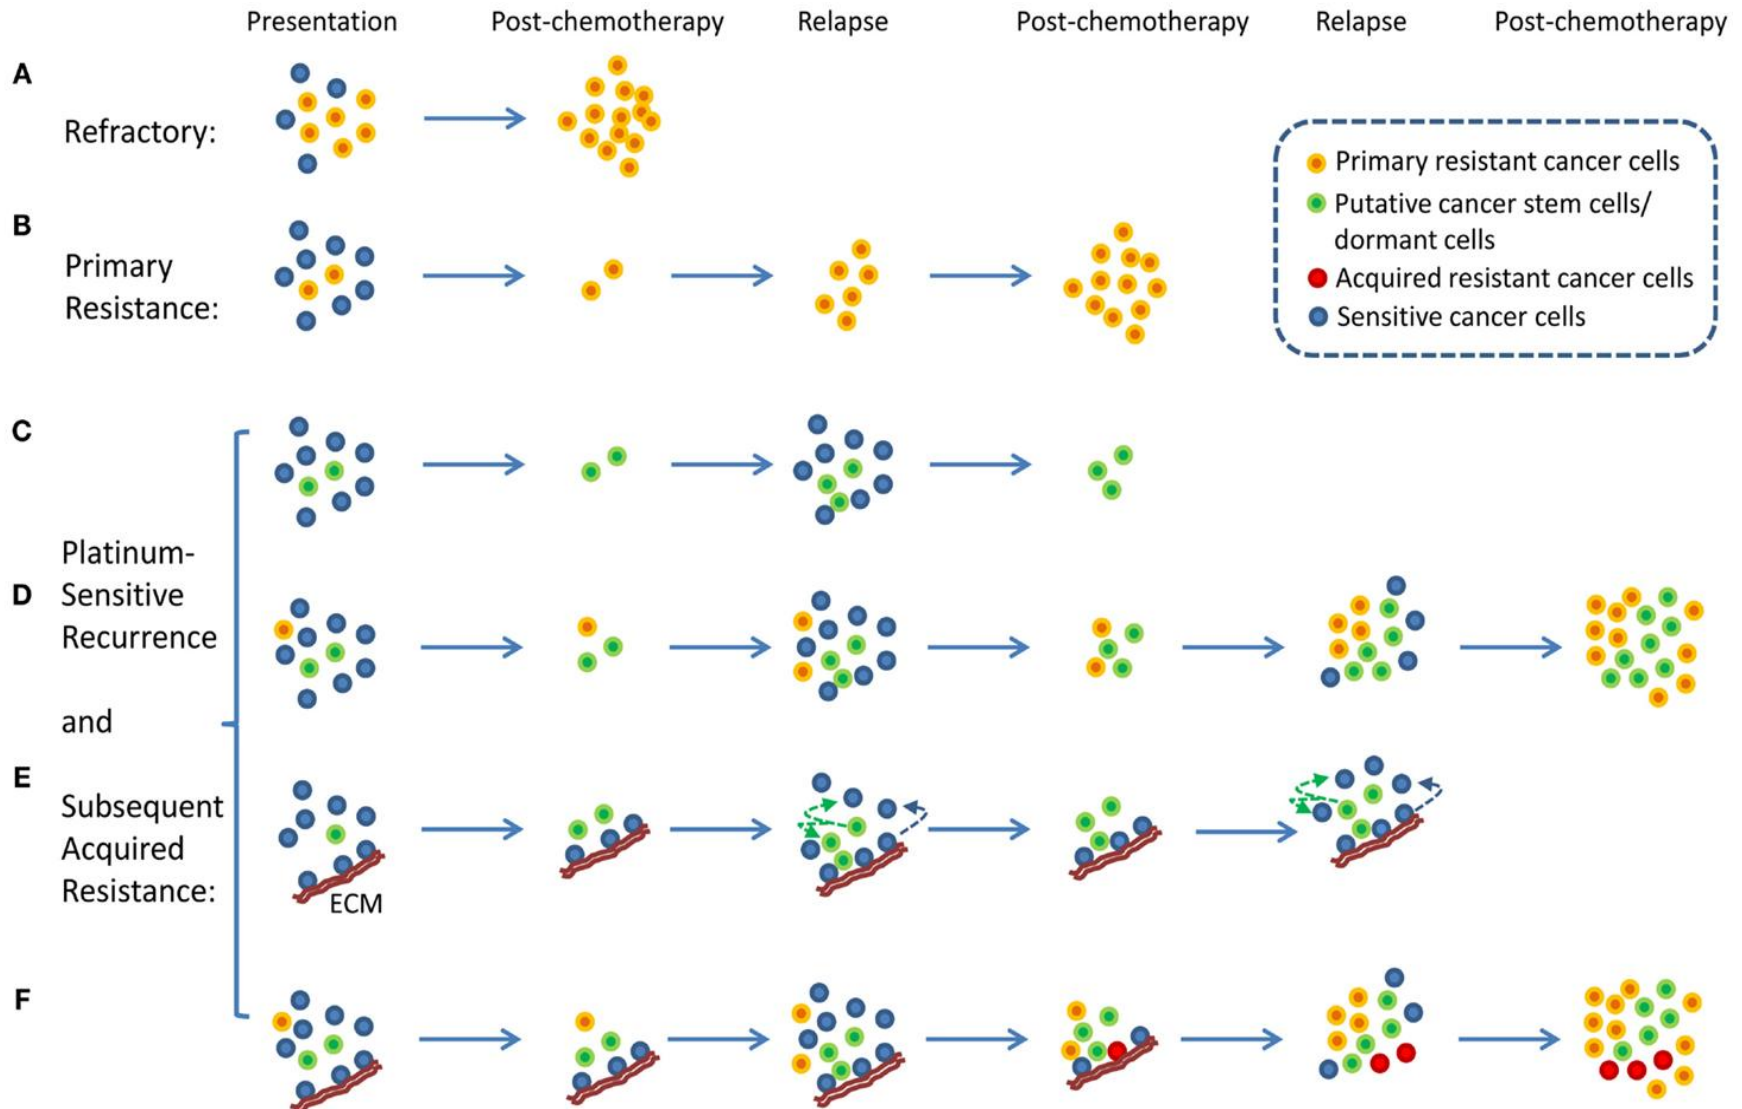 Presentation
Post-chemotherapy
Relapse
Post-chemotherapy
Relapse
Post-chemotherapy
A
Refractory:
B
Primary
Resistance:
Primary resistant cancer cells
Putative cancer stem cells/
dormant cells
Acquired resistant cancer cells
Sensitive cancer cells
C
Platinum-
D
Sensitive
Recurrence
and
E
Subsequent
Acquired
Resistance:
ECM
F